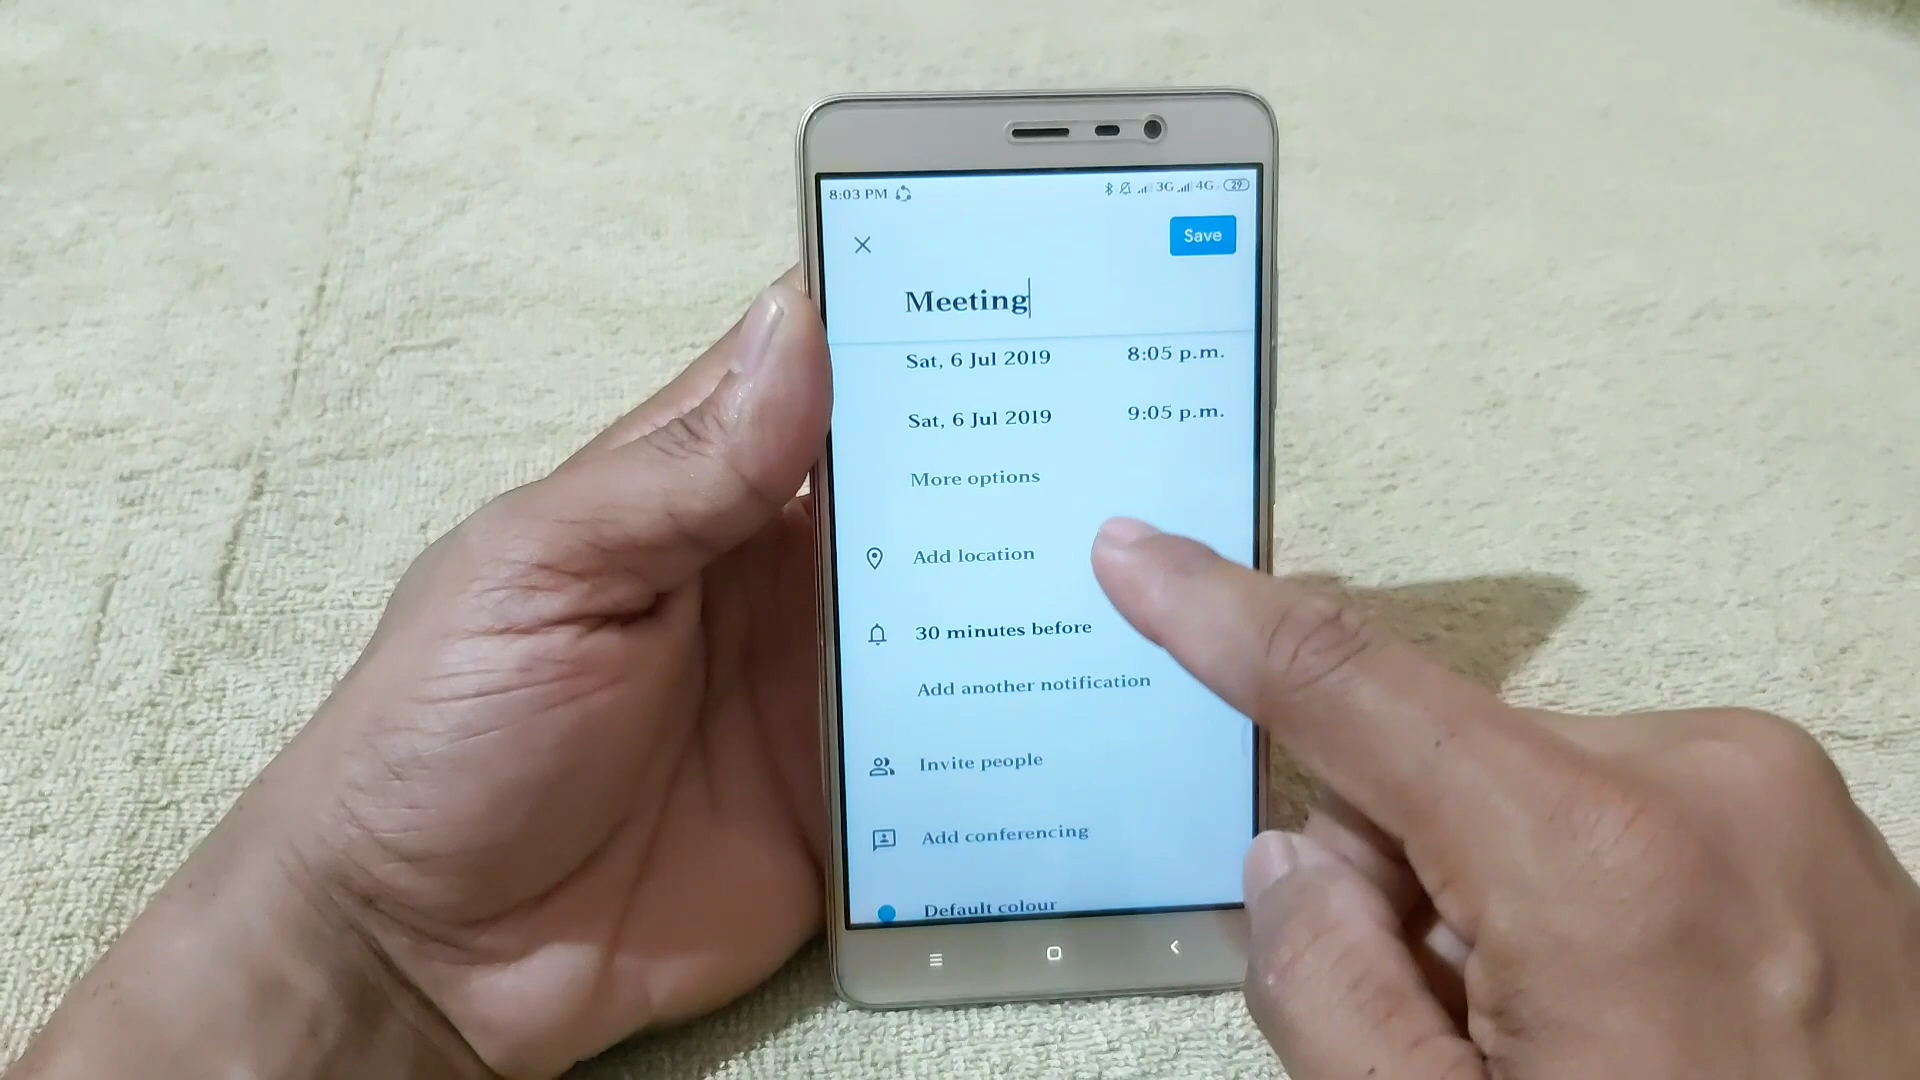 8:03 PM 3G 4G 29
Save
Meeting
Sat, 6 Jul 2019 8:05 p.m.
Sat, 6 Jul 2019 9:05 p.m.
More options
Add location
30 minutes before
Add another notification
Invite people
Add conferencing
Default colour